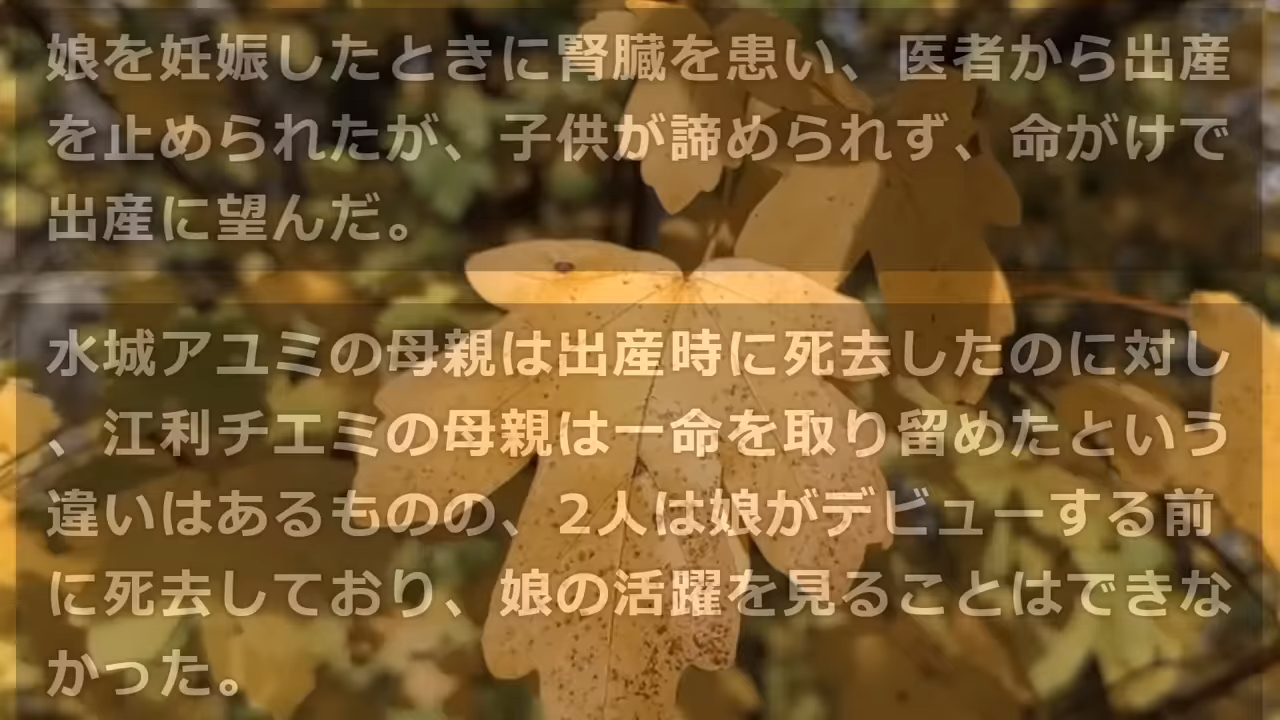 娘を妊娠したときに腎臓を患い、医者から出産
を止められたが、子供が諦められず、命がけで
出産に望んだ。
水城アユミの母親は出産時に死去したのに対し
、江利チエミの母親は一命を取り留めたという
違いはあるものの、2人は娘がデビューする前
に死去しており、娘の活躍を見ることはできな
かった。